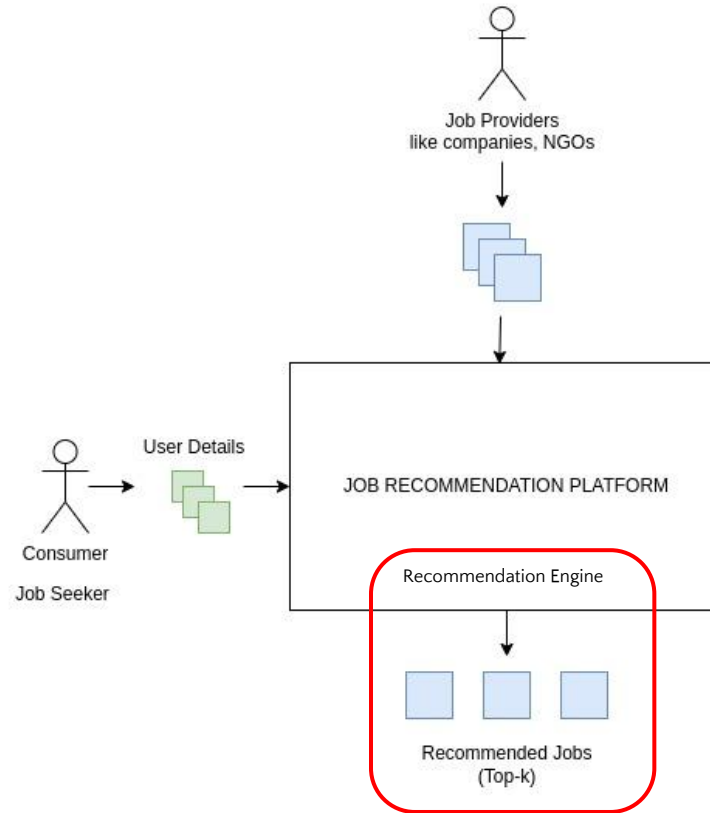 Job Providers
like companies, NGOs
User Details
JOB RECOMMENDATION PLATFORM
Consumer
Job Seeker
Recommendation Engine
Recommended Jobs
(Top-k)